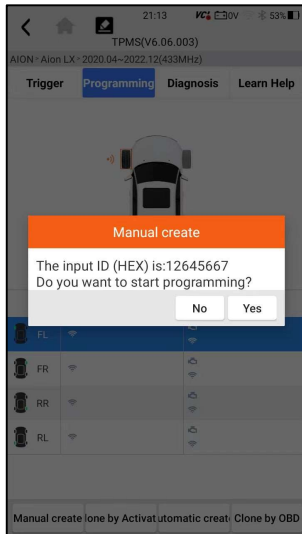 21:13 VCi 0V 53%
TPMS(V6.06.003)
AION>Aion LX>2020.04~2022.12(433MHz)
Trigger Programming Diagnosis Learn Help
Manual create
The input ID (HEX) is:12645667
Do you want to start programming?
No Yes
FL
FR
RR
RL
Manual create lone by Activat utomatic creat Clone by OBD